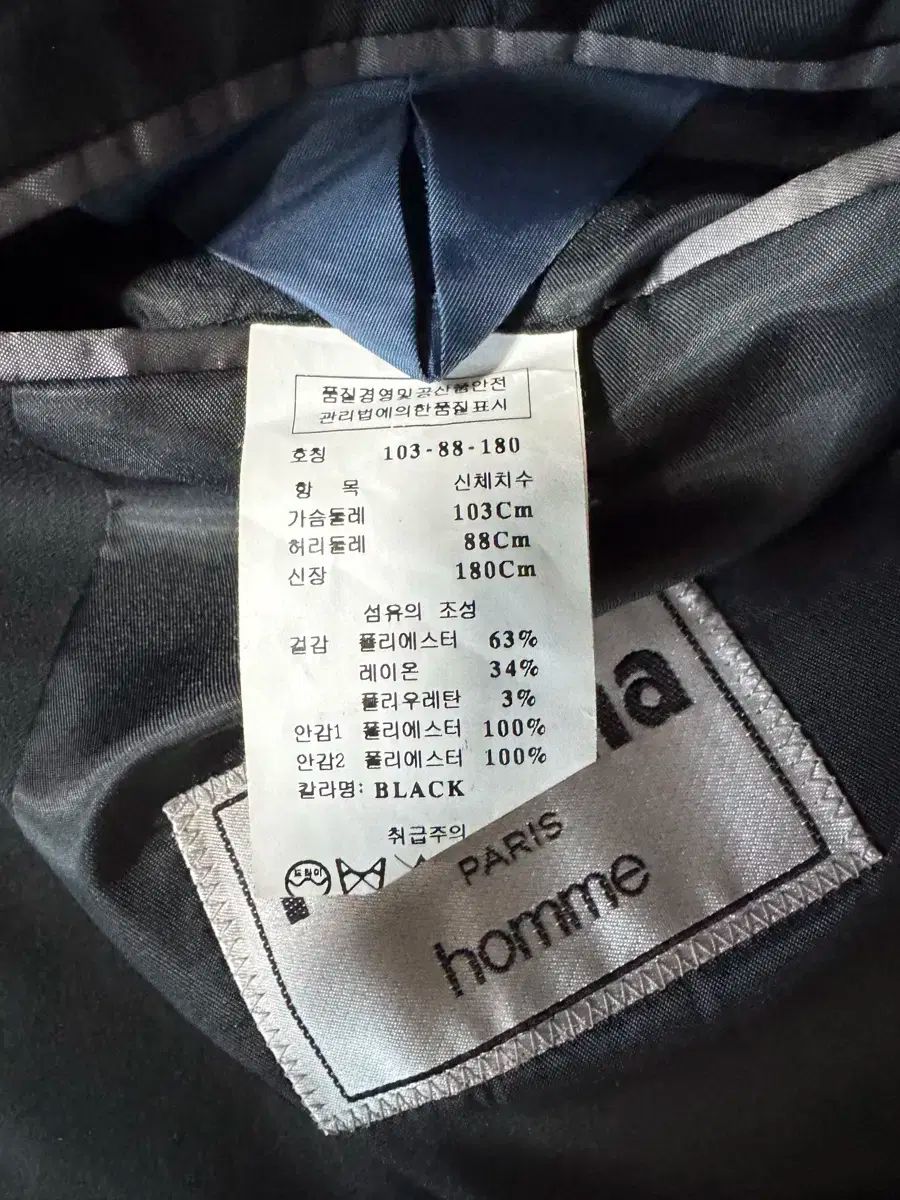 품질경영및공산품안전
관리법에의한품질표시
호칭 103-88-180
항 목 신체치수
가슴둘레 103Cm
허리둘레 88Cm
신장 180Cm
섬유의 조성
겉감 폴리에스터 63%
레이온 34%
폴리우레탄 3%
안감1 폴리에스터 100%
안감2 폴리에스터 100%
칼라명: BLACK
취급주의
드라이
PARIS
homme